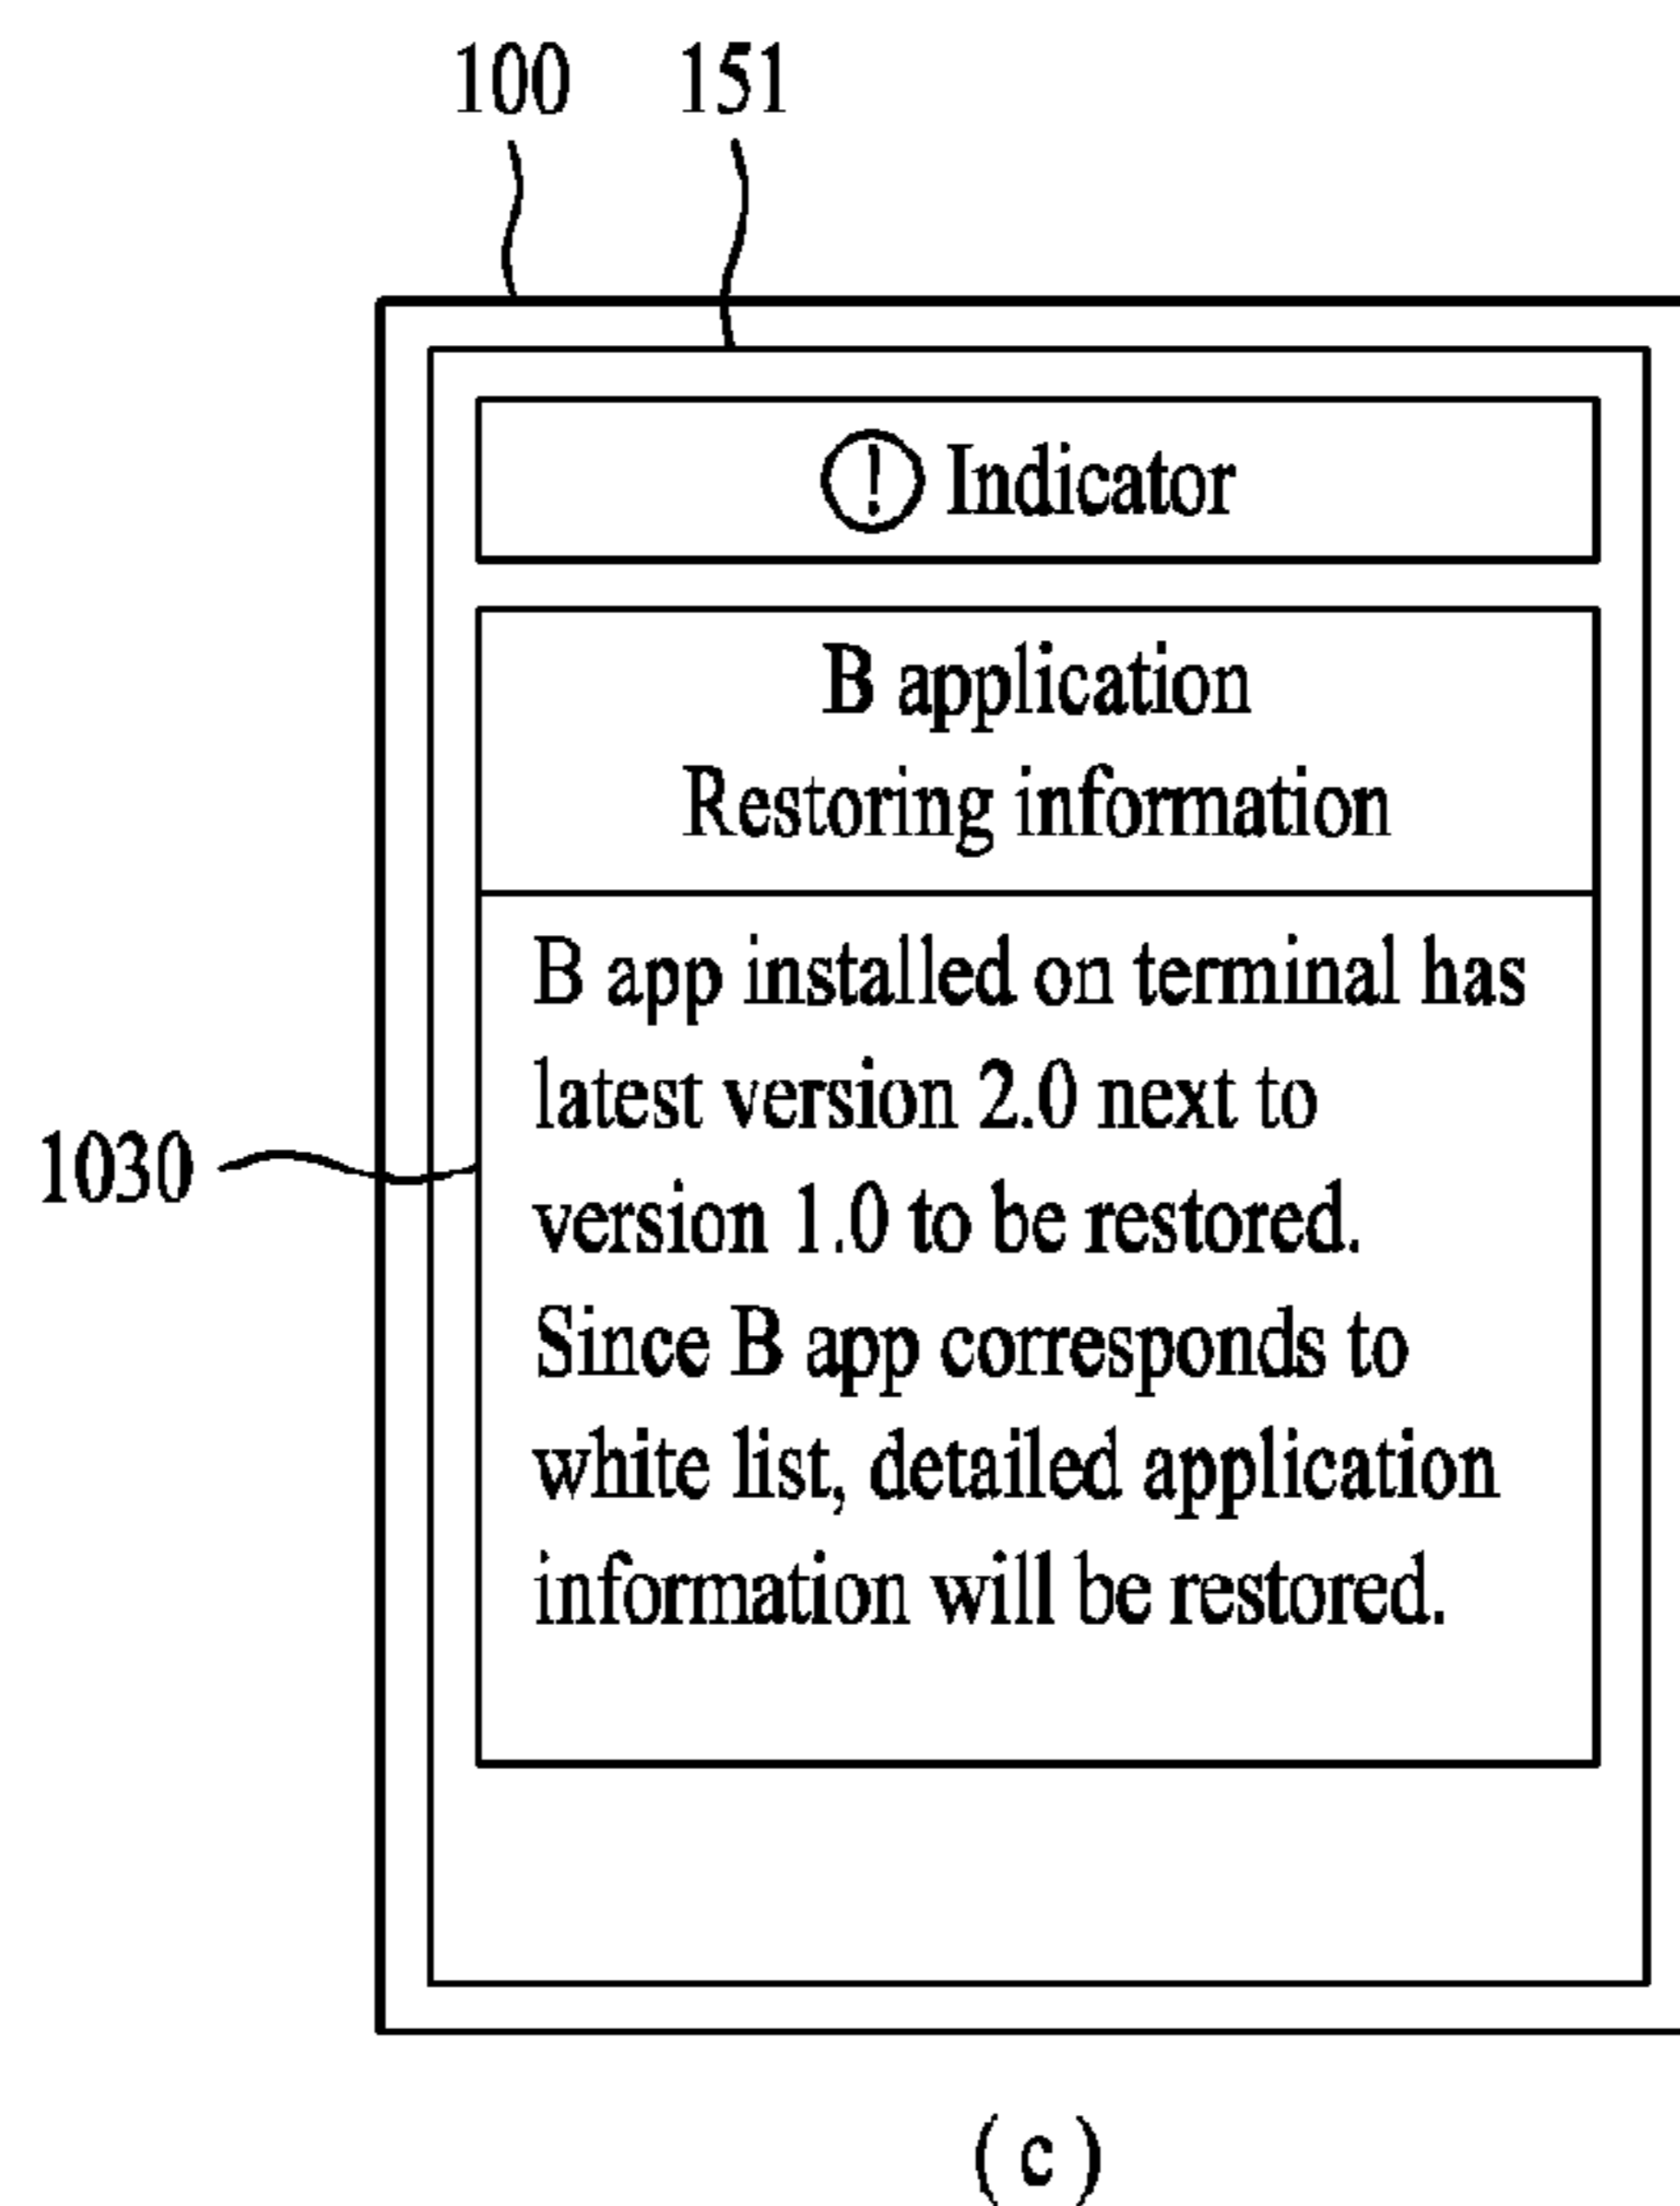 100 151
! Indicator
B application
Restoring information
B app installed on terminal has
latest version 2.0 next to
version 1.0 to be restored.
Since B app corresponds to
white list, detailed application
information will be restored.
1030
(c)